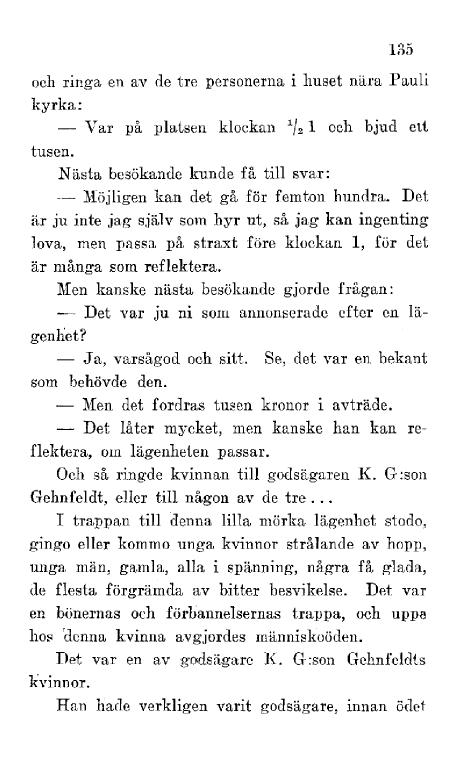 135
och ringa en av de tre personerna i huset nära Pauli
kyrka:
— Var på platsen klockan ½ 1 och bjud ett
tusen.
Nästa besökande kunde få till svar:
— Möjligen kan det gå för femton hundra. Det
är ju inte jag själv som hyr ut, så jag kan ingenting
lova, men passa på straxt före klockan 1, för det
är många som reflektera.
Men kanske nästa besökande gjorde frågan:
— Det var ju ni som annonserade efter en lä-
genhet?
— Ja, varsågod och sitt. Se, det var en bekant
som behövde den.
— Men det fordras tusen kronor i avträde.
— Det låter mycket, men kanske han kan re-
flektera, om lägenheten passar.
Och så ringde kvinnan till godsägaren K. G:son
Gehnfeldt, eller till någon av de tre ...
I trappan till denna lilla mörka lägenhet stodo,
gingo eller kommo unga kvinnor strålande av hopp,
unga män, gamla, alla i spänning, några få glada,
de flesta förgrämda av bitter besvikelse. Det var
en bönernas och förbannelsernas trappa, och uppe
hos denna kvinna avgjordes människoöden.
Det var en av godsägare K. G:son Gehnfeldts
kvinnor.
Han hade verkligen varit godsägare, innan ödet